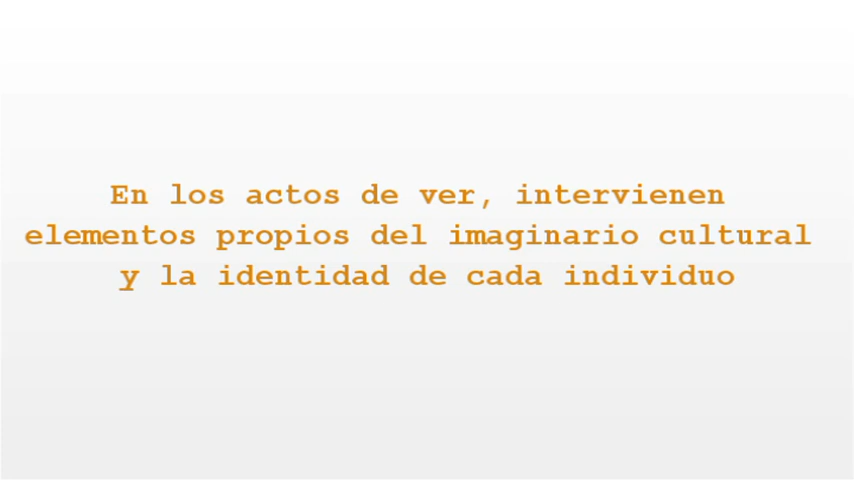 En los actos de ver, intervienen
elementos propios del imaginario cultural
y la identidad de cada individuo